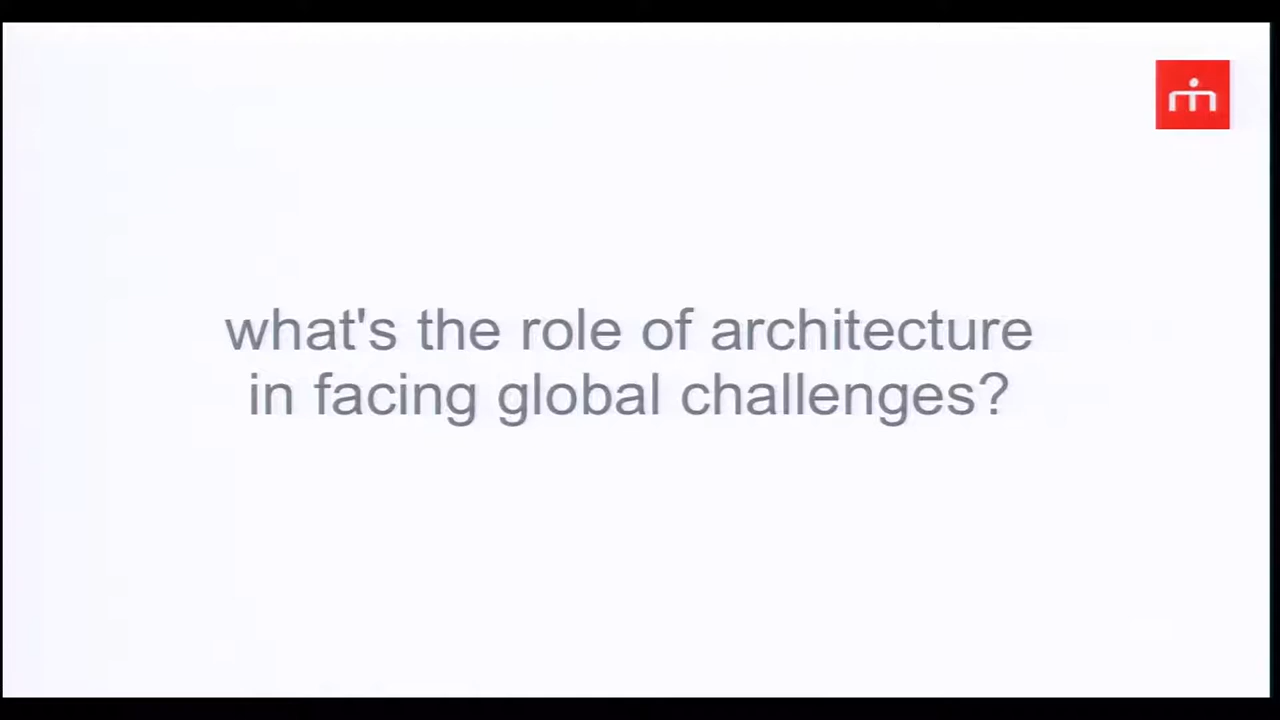 what's the role of architecture
in facing global challenges?